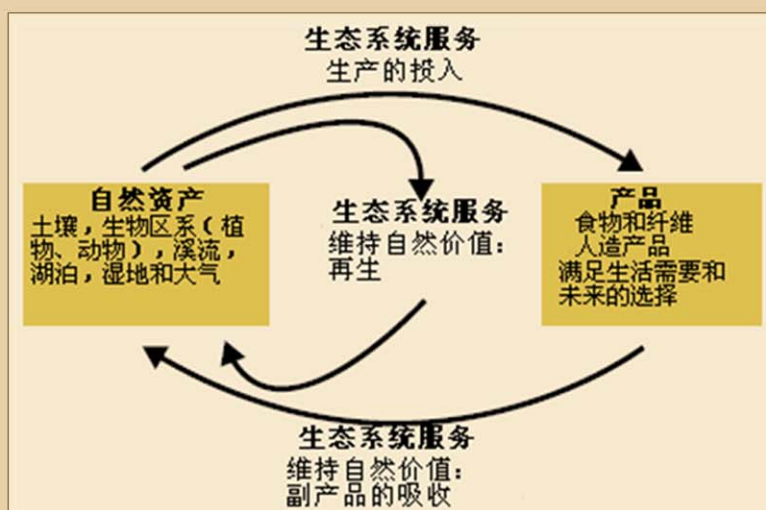 生态系统服务
生产的投入
自然资产
土壤，生物区系（植
物、动物），溪流，
湖泊，湿地和大气
生态系统服务
维持自然价值：
再生
产品
食物和纤维
人造产品
满足生活需要和
未来的选择
生态系统服务
维持自然价值：
副产品的吸收